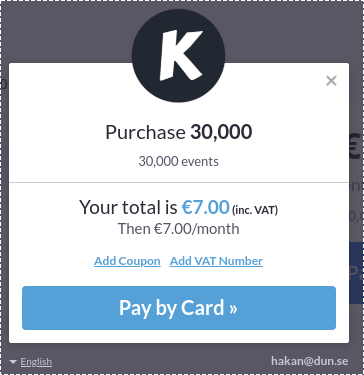 K
Purchase 30,000
30,000 events
Your total is €7.00 (inc. VAT)
Then €7.00/month
Add Coupon Add VAT Number
Pay by Card »
English
hakan@dun.se